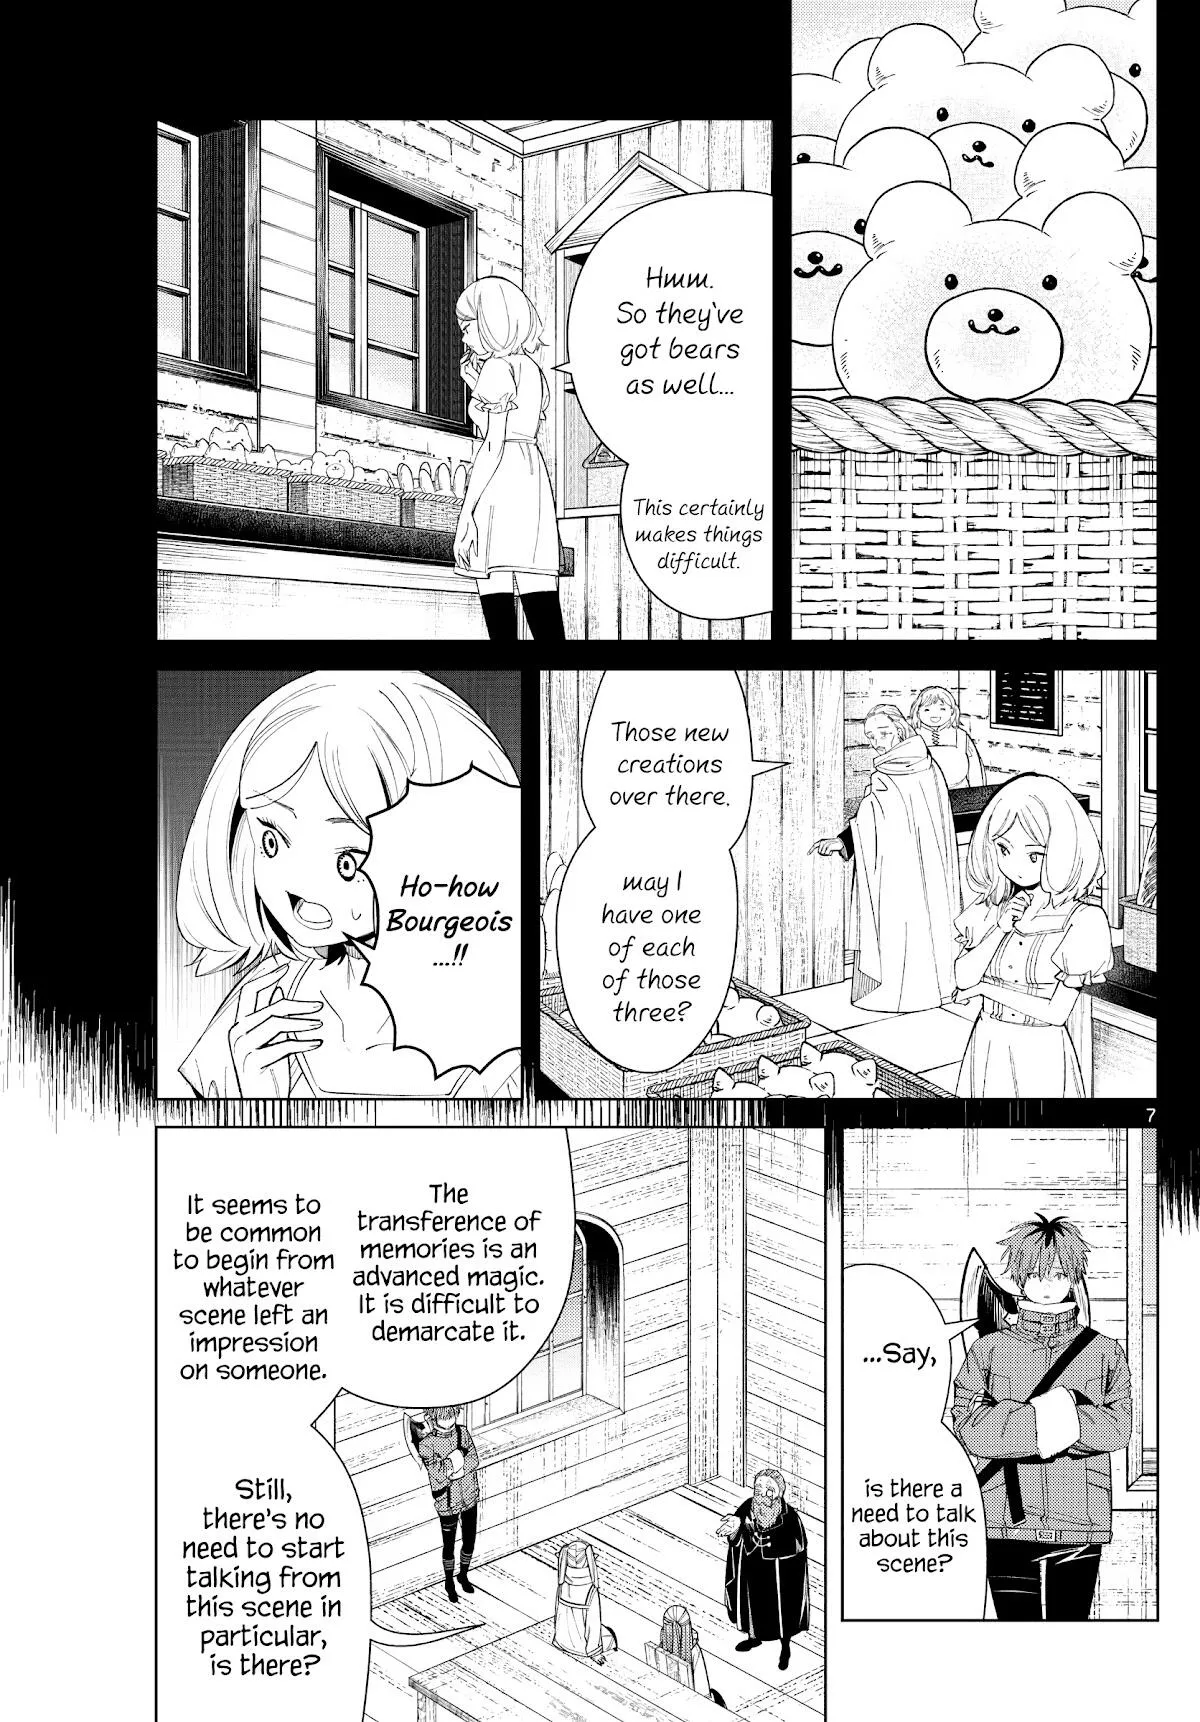 Hmm.
So they've
got bears
as well...
This certainly
makes things
difficult.
Those new
creations
over there.
may I
have one
of each
of those
three?
Ho-how
Bourgeois
...!!
7
...Say,
is there a
need to talk
about this
scene?
The
transference of
memories is an
advanced magic.
It is difficult to
demarcate it.
It seems to
be common
to begin from
whatever
scene left an
impression
on someone.
Still,
there's no
need to start
talking from
this scene in
particular,
is there?